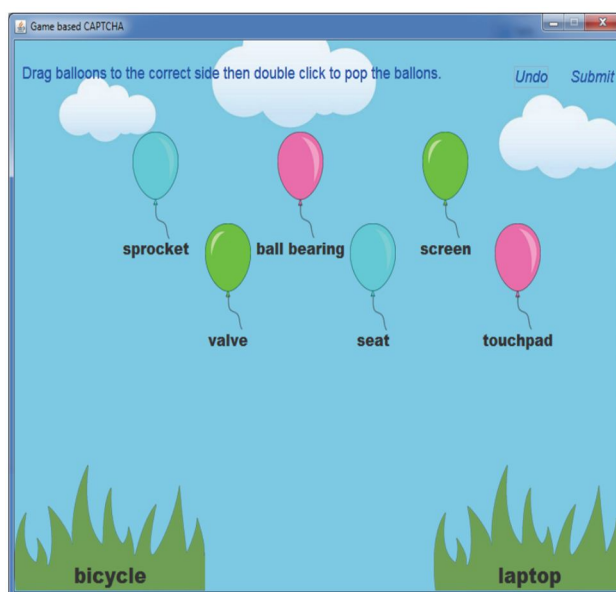 Game based CAPTCHA
Drag balloons to the correct side then double click to pop the ballons.
Undo Submit
sprocket ball bearing screen
valve seat touchpad
bicycle laptop